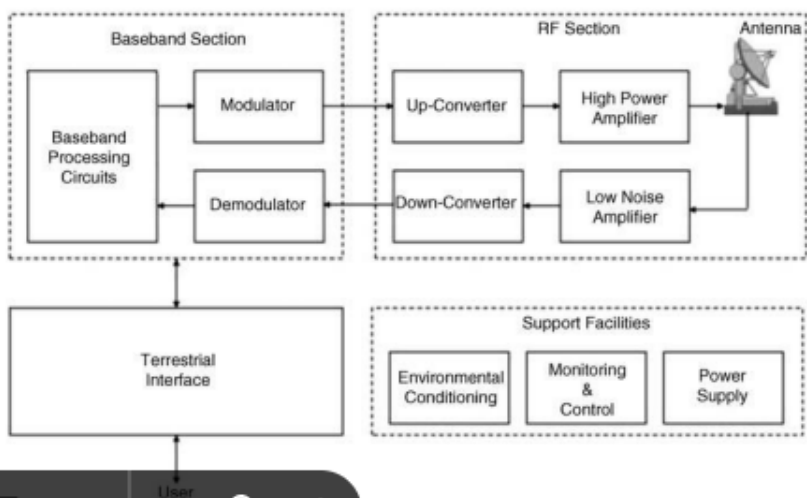 Baseband Section
RF Section
Antenna
Baseband
Processing
Circuits
Modulator
Up-Converter
High Power
Amplifier
Demodulator
Down-Converter
Low Noise
Amplifier
Terrestrial
Interface
Support Facilities
Environmental
Conditioning
Monitoring
&
Control
Power
Supply
User